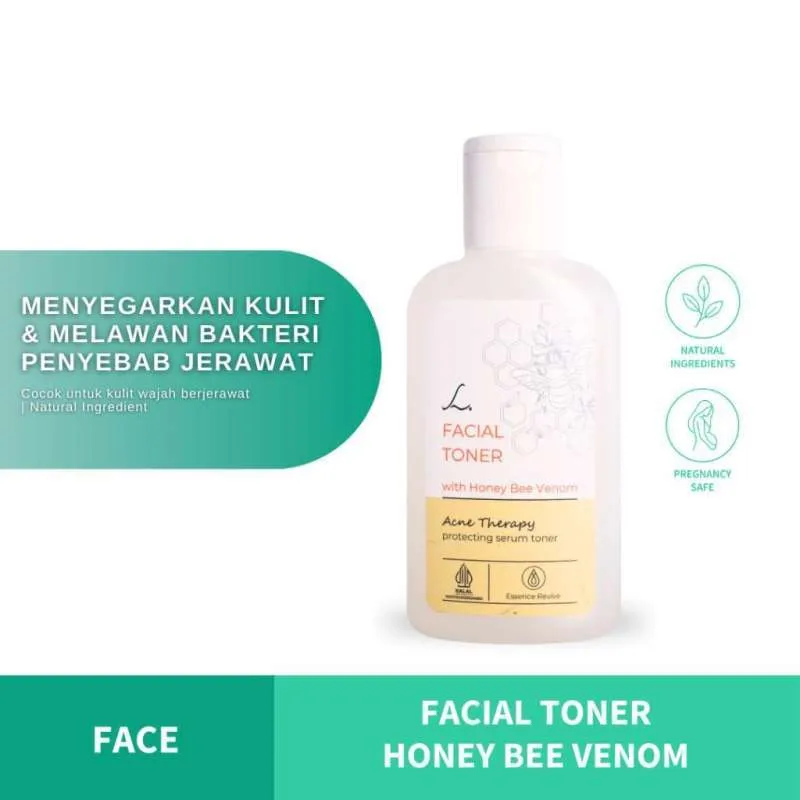 MENYEGARKAN KULIT
& MELAWAN BAKTERI
PENYEBAB JERAWAT
Cocok untuk kulit wajah berjerawat
| Natural Ingredient
L.
FACIAL
TONER
with Honey Bee Venom
Acne Therapy
protecting serum toner
HALAL
Essence Revive
NATURAL
INGREDIENTS
PREGNANCY
SAFE
FACE
FACIAL TONER
HONEY BEE VENOM